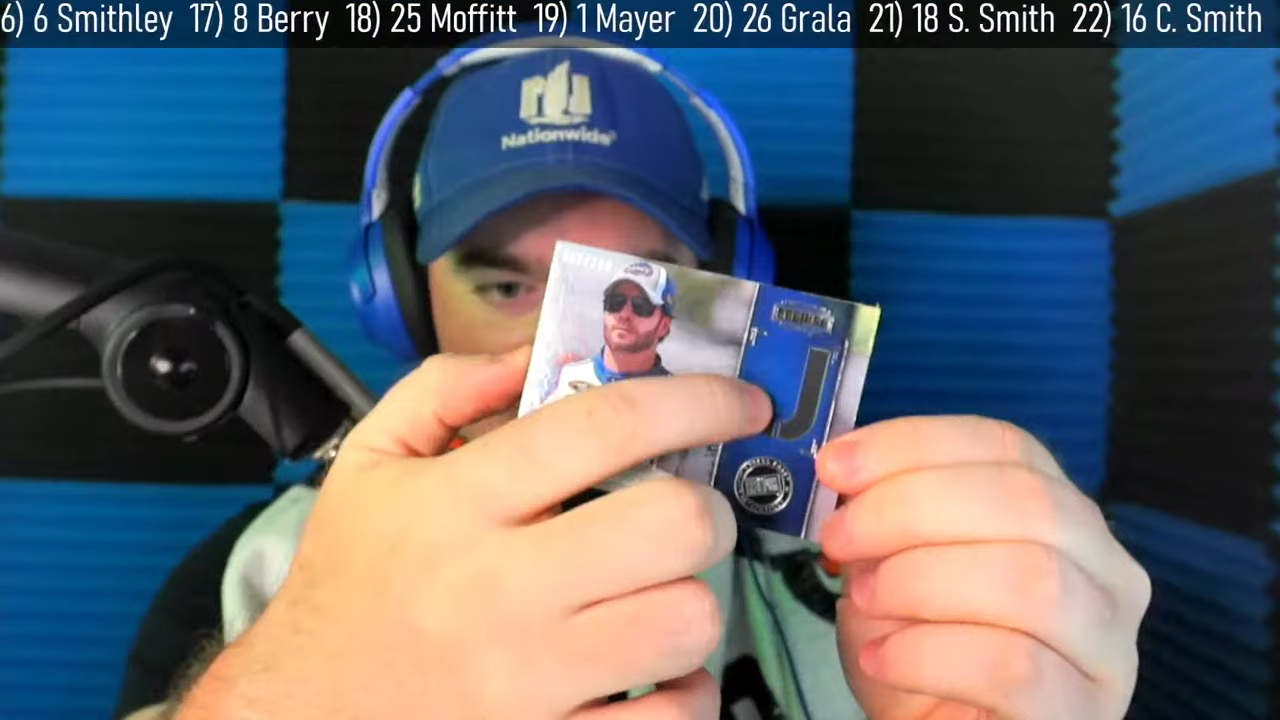 6) 6 Smithley 17) 8 Berry 18) 25 Moffitt 19) 1 Mayer 20) 26 Grala 21) 18 S. Smith 22) 16 C. Smith
Nationwide®
J